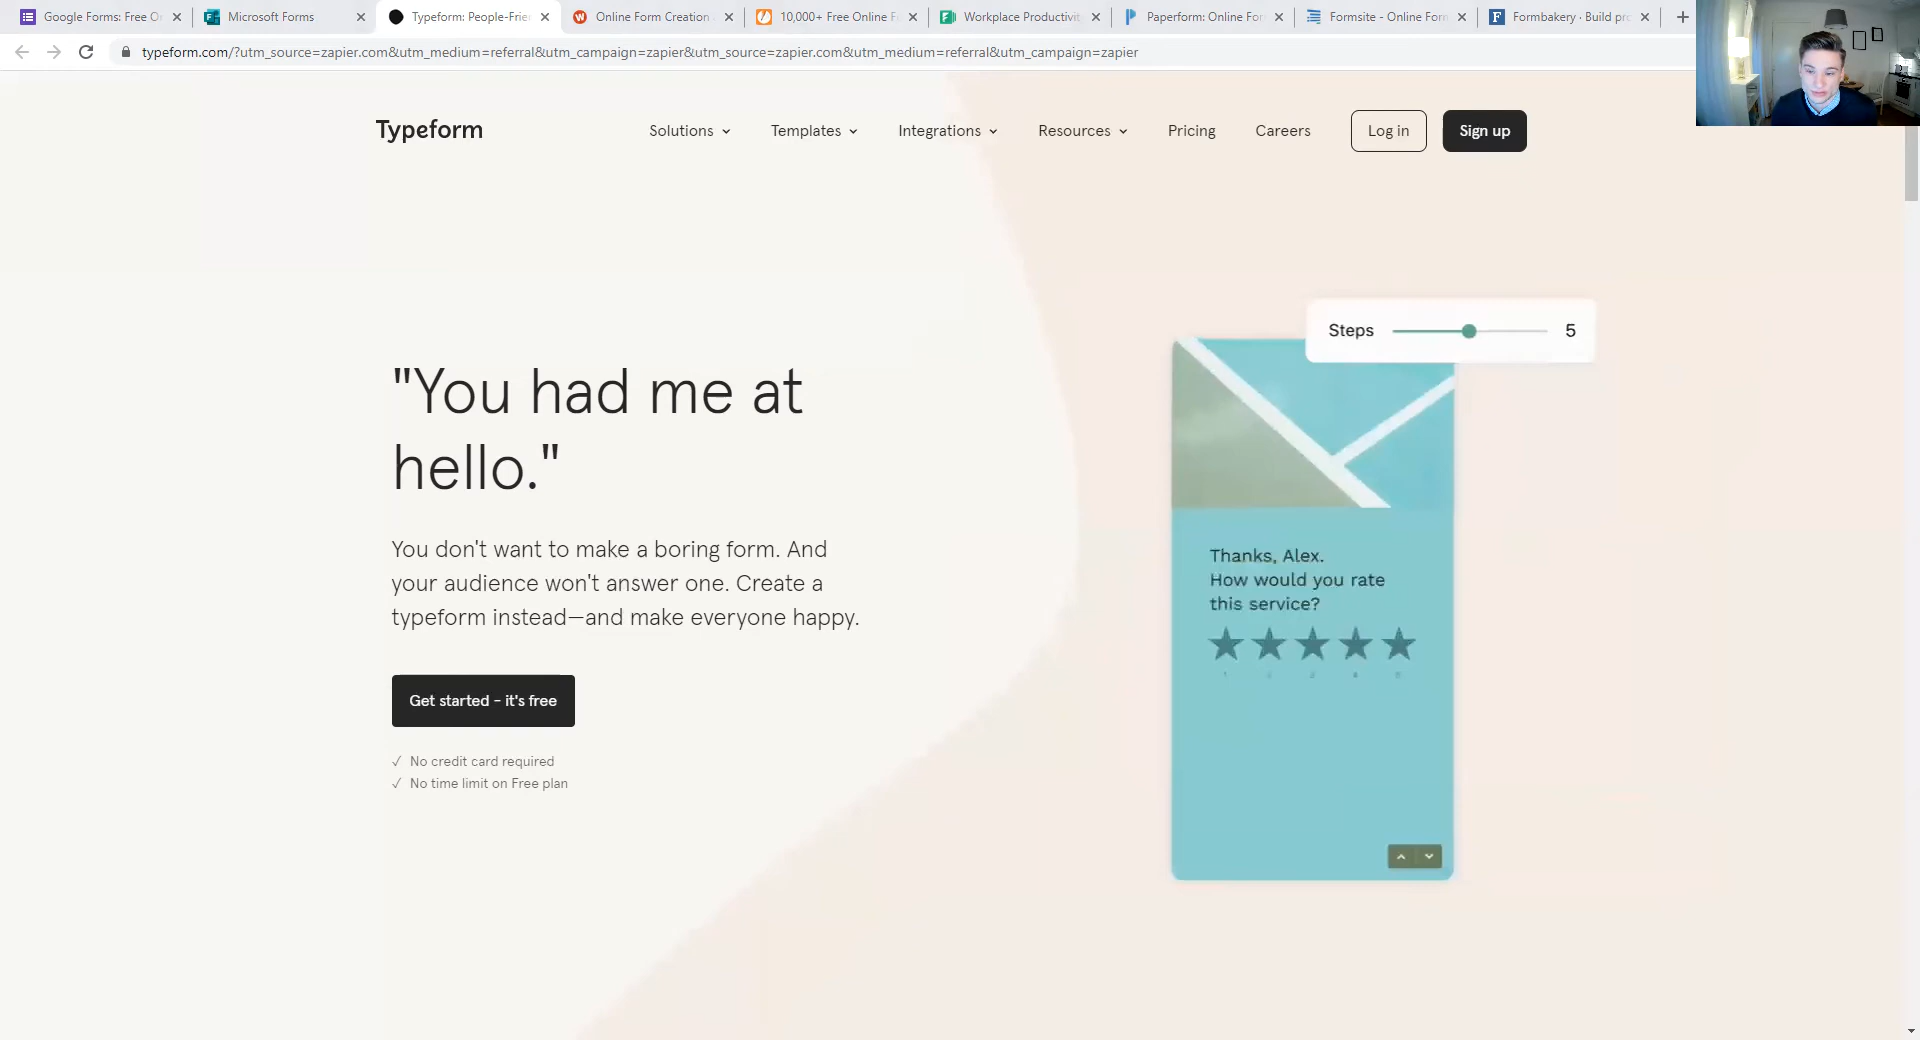 Google Forms: Free O
Microsoft Forms
Typeform: People-Frie
Online Form Creation
10,000+ Free Online F
Workplace Productivit
Paperform: Online For
Formsite - Online Form
Formbakery · Build pr
typeform.com/?utm_source=zapier.com&utm_medium=referral&utm_campaign=zapier&utm_source=zapier.com&utm_medium=referral&utm_campaign=zapier
Typeform
Solutions
Templates
Integrations
Resources
Pricing
Careers
Log in
Sign up
Steps
5
"You had me at
hello."
You don't want to make a boring form. And
your audience won't answer one. Create a
typeform instead—and make everyone happy.
Get started - it's free
✓ No credit card required
✓ No time limit on Free plan
Thanks, Alex.
How would you rate
this service?